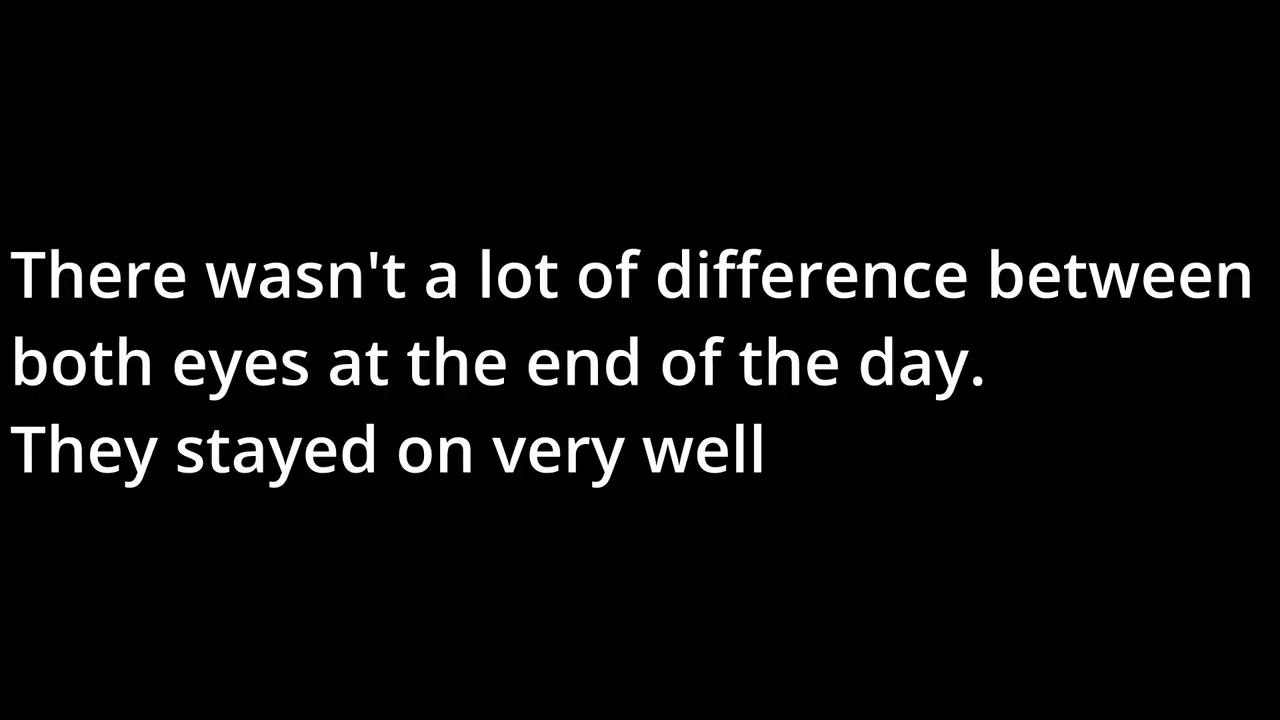 There wasn't a lot of difference between
both eyes at the end of the day.
They stayed on very well